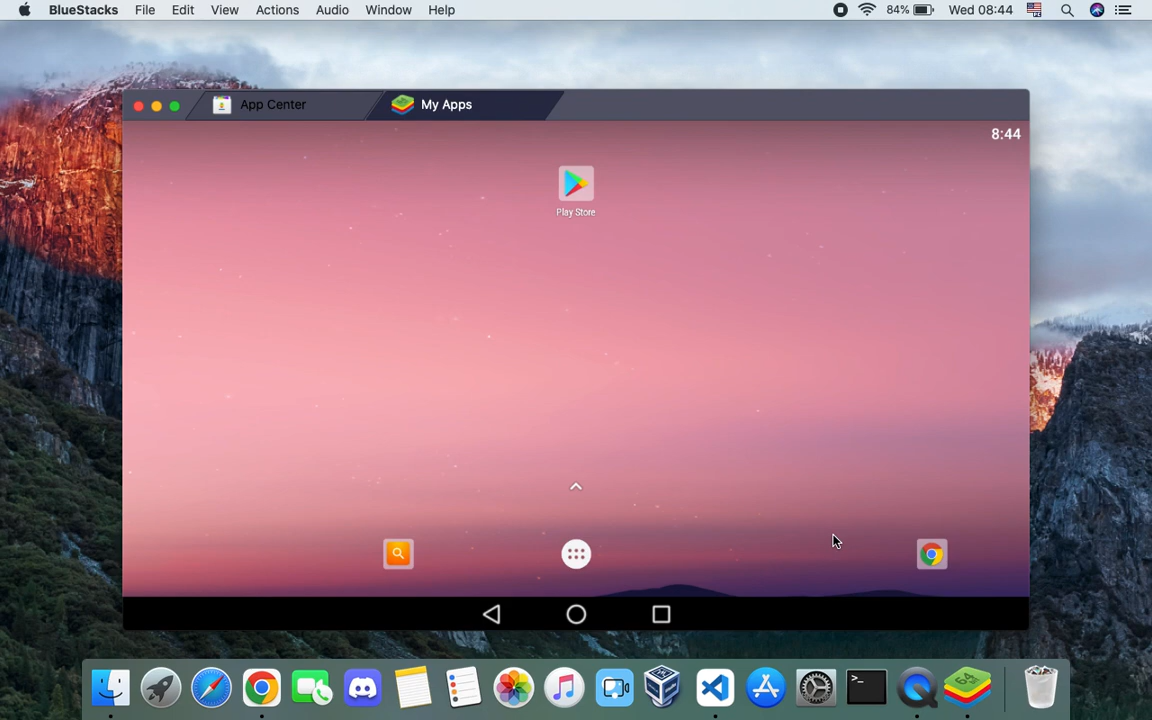 BlueStacks File Edit View Actions Audio Window Help 84% Wed 08:44
App Center My Apps
8:44
Play Store
64
>_